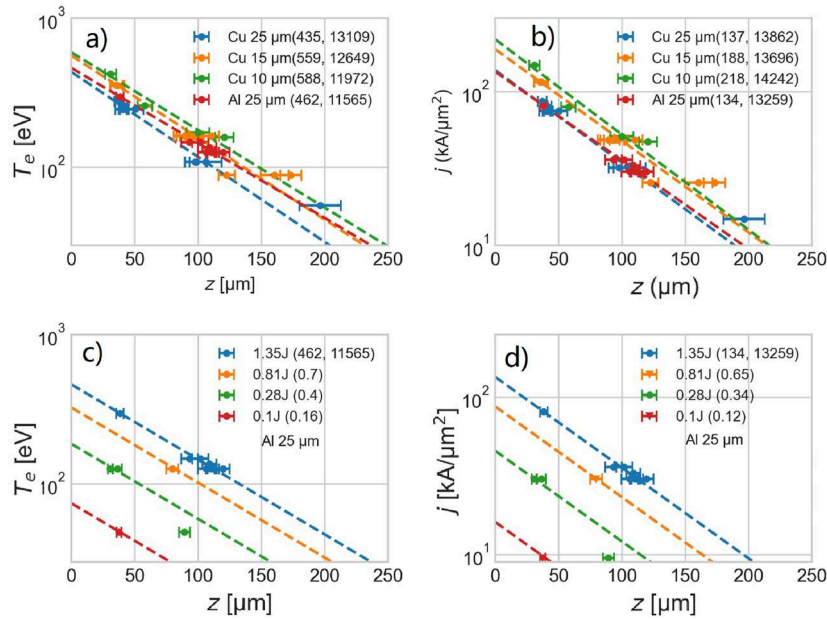 a)
Cu 25 µm(435, 13109)
Cu 15 µm(559, 12649)
Cu 10 µm(588, 11972)
Al 25 µm (462, 11565)
10³
10²
Tₑ [eV]
0 50 100 150 200 250
z [µm]
b)
Cu 25 µm(137, 13862)
Cu 15 µm(188, 13696)
Cu 10 µm(218, 14242)
Al 25 µm(134, 13259)
10²
10¹
j (kA/µm²)
0 50 100 150 200 250
z (µm)
c)
1.35J (462, 11565)
0.81J (0.7)
0.28J (0.4)
0.1J (0.16)
Al 25 µm
10³
10²
Tₑ [eV]
0 50 100 150 200 250
z [µm]
d)
1.35J (134, 13259)
0.81J (0.65)
0.28J (0.34)
0.1J (0.12)
Al 25 µm
10²
10¹
j [kA/µm²]
0 50 100 150 200 250
z [µm]